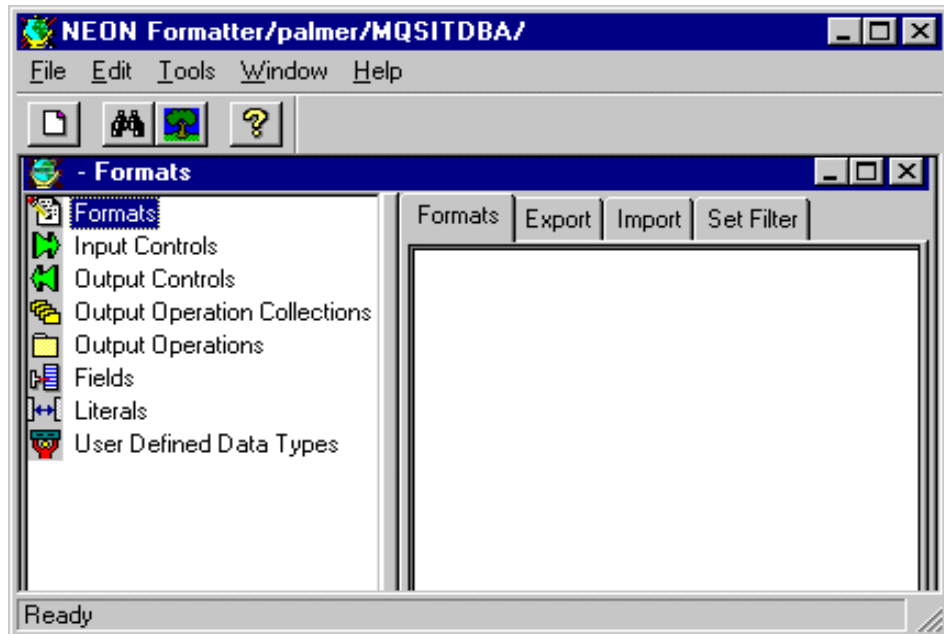 NEON Formatter/palmer/MQSITDBA/
File Edit Tools Window Help
- Formats
Formats
Input Controls
Output Controls
Output Operation Collections
Output Operations
Fields
Literals
User Defined Data Types
Formats Export Import Set Filter
Ready